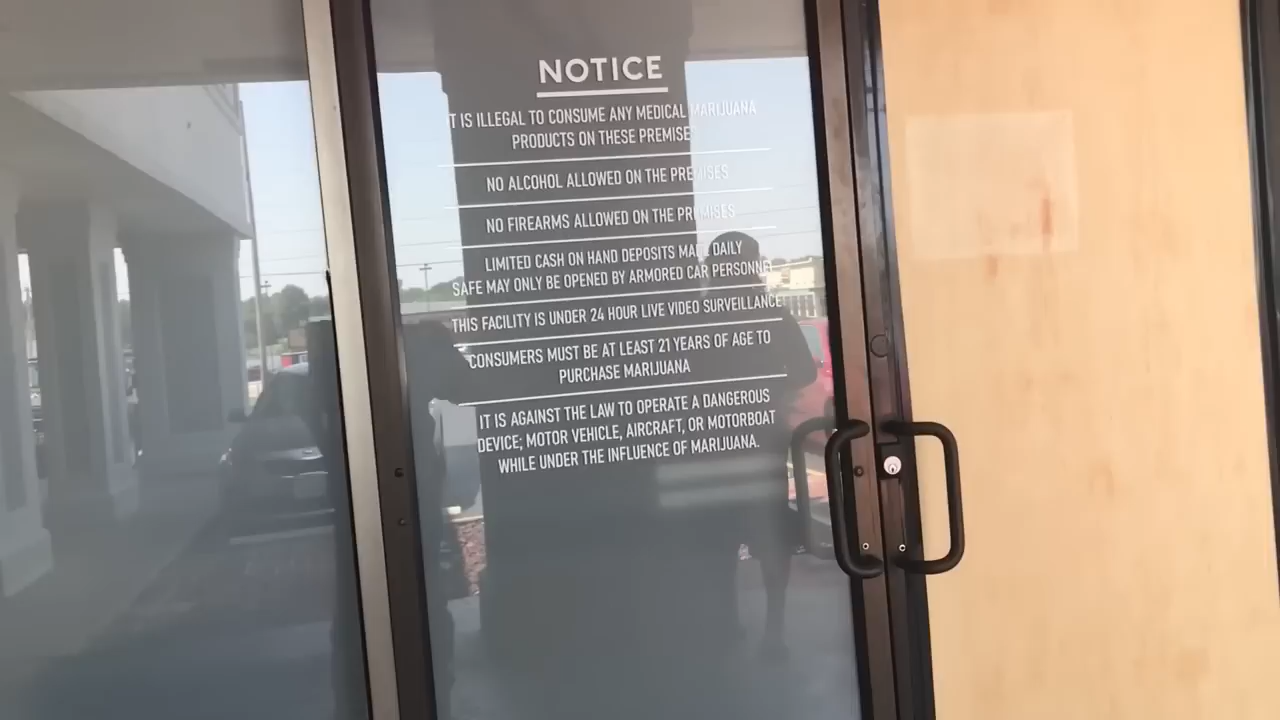 NOTICE
IT IS ILLEGAL TO CONSUME ANY MEDICAL MARIJUANA
PRODUCTS ON THESE PREMISES
NO ALCOHOL ALLOWED ON THE PREMISES
NO FIREARMS ALLOWED ON THE PREMISES
LIMITED CASH ON HAND DEPOSITS MADE DAILY
SAFE MAY ONLY BE OPENED BY ARMORED CAR PERSONNEL
THIS FACILITY IS UNDER 24 HOUR LIVE VIDEO SURVEILLANCE
CONSUMERS MUST BE AT LEAST 21 YEARS OF AGE TO
PURCHASE MARIJUANA
IT IS AGAINST THE LAW TO OPERATE A DANGEROUS
DEVICE; MOTOR VEHICLE, AIRCRAFT, OR MOTORBOAT
WHILE UNDER THE INFLUENCE OF MARIJUANA.